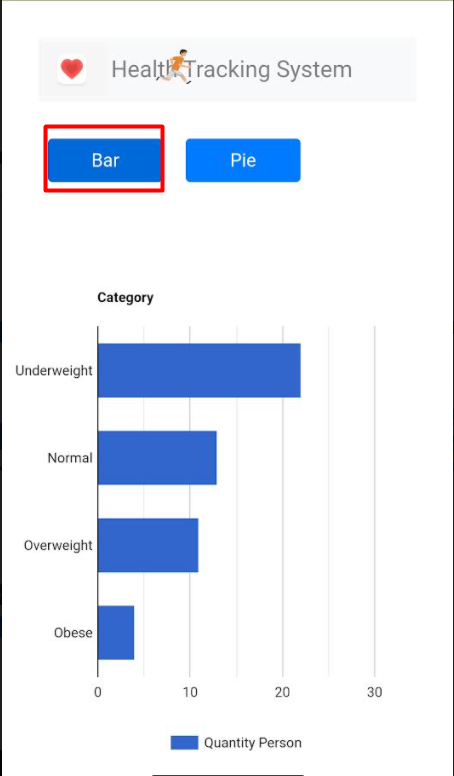 Health Tracking System
Bar
Pie
Category
Underweight
Normal
Overweight
Obese
0 10 20 30
Quantity Person